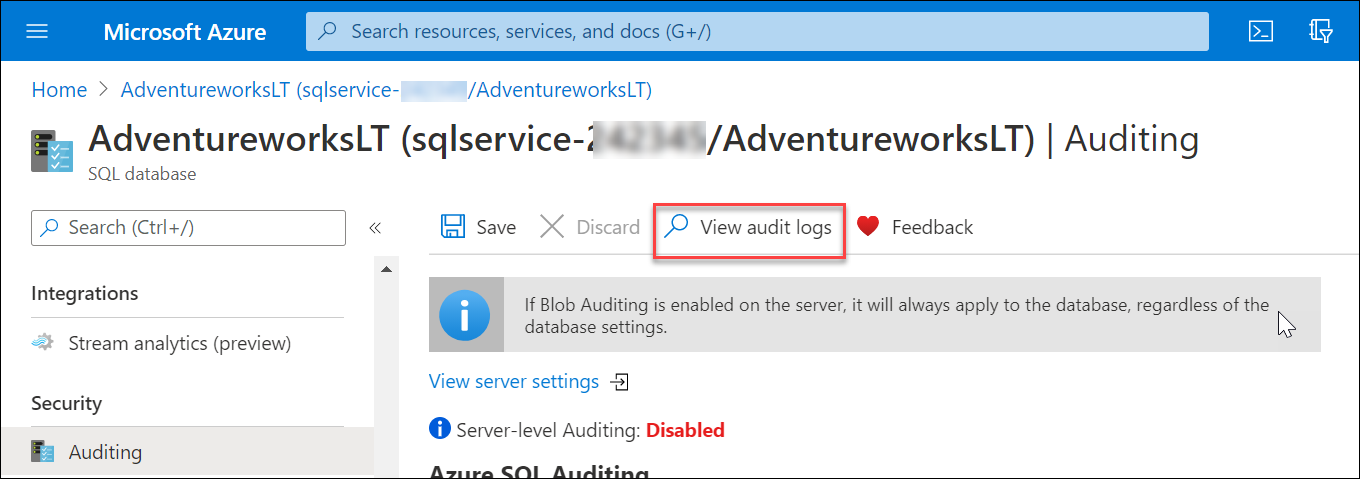 Microsoft Azure
Search resources, services, and docs (G+/)
Home > AdventureworksLT (sqlservice- /AdventureworksLT)
AdventureworksLT (sqlservice- /AdventureworksLT) | Auditing
SQL database
Search (Ctrl+/)
«
Save
Discard
View audit logs
Feedback
Integrations
Stream analytics (preview)
Security
Auditing
If Blob Auditing is enabled on the server, it will always apply to the database, regardless of the
database settings.
View server settings
Server-level Auditing: Disabled
Azure SQL Auditing